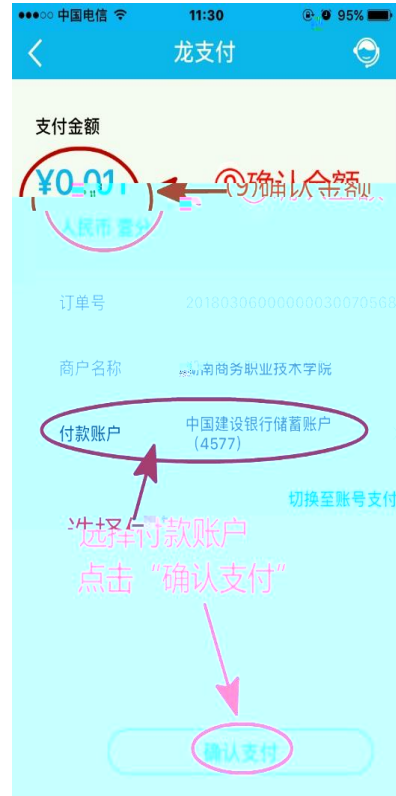 中国电信 11:30 95%
龙支付
支付金额
¥0.01
(9)确认金额
人民币 壹分
订单号 20180306000000030070568
商户名称 湖南商务职业技术学院
付款账户 中国建设银行储蓄账户
(4577)
切换至账号支付
选择付款账户
点击“确认支付”
确认支付